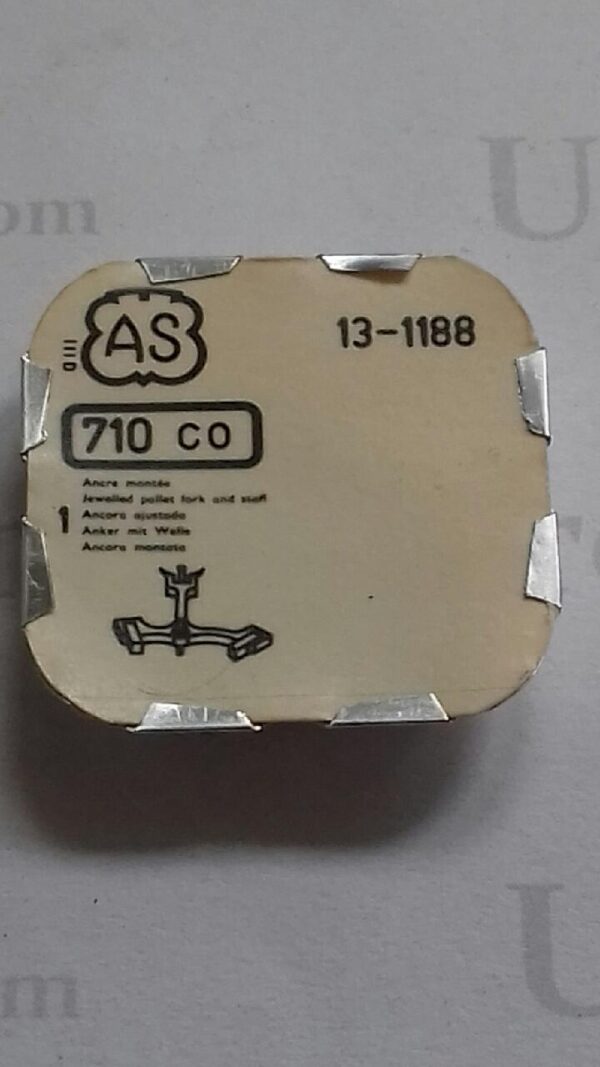 AS
13-1188
710 CO
Ancre montée
Jewelled pallet fork and staff
1
Ancora ajustada
Anker mit Welle
Ancora montata
U
om
U
m